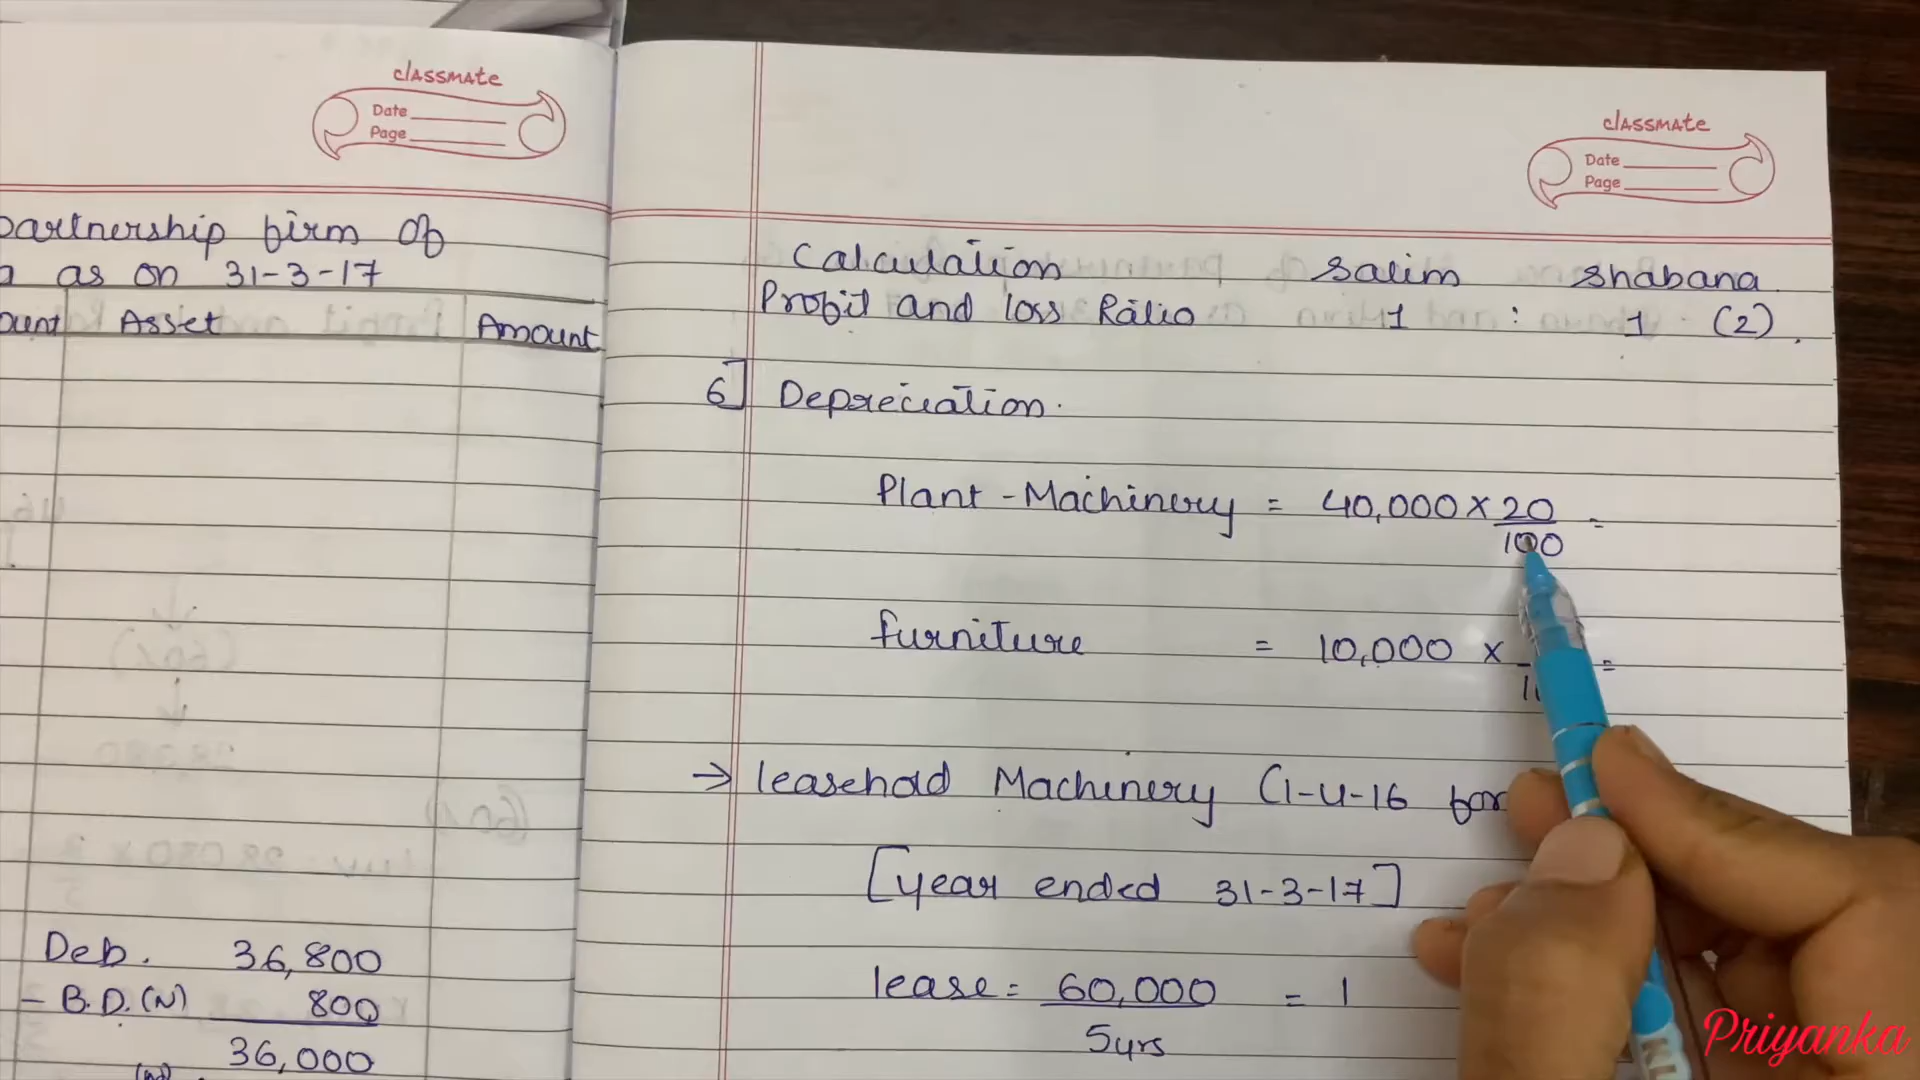 classmate
Date
Page
partnership firm of
as on 31-3-17
Asset Amount
Deb. 36,800
- B.D.(N) 800
36,000
classmate
Date
Page
Calculation Salim Shabana
Profit and loss Ratio 1 : 1 (2)
6] Depreciation.
Plant - Machinery = 40,000 × 20/100 =
furniture = 10,000 × =
→ leasehold Machinery (1-4-16 for
[year ended 31-3-17]
lease = 60,000 = 1
5yrs
Priyanka